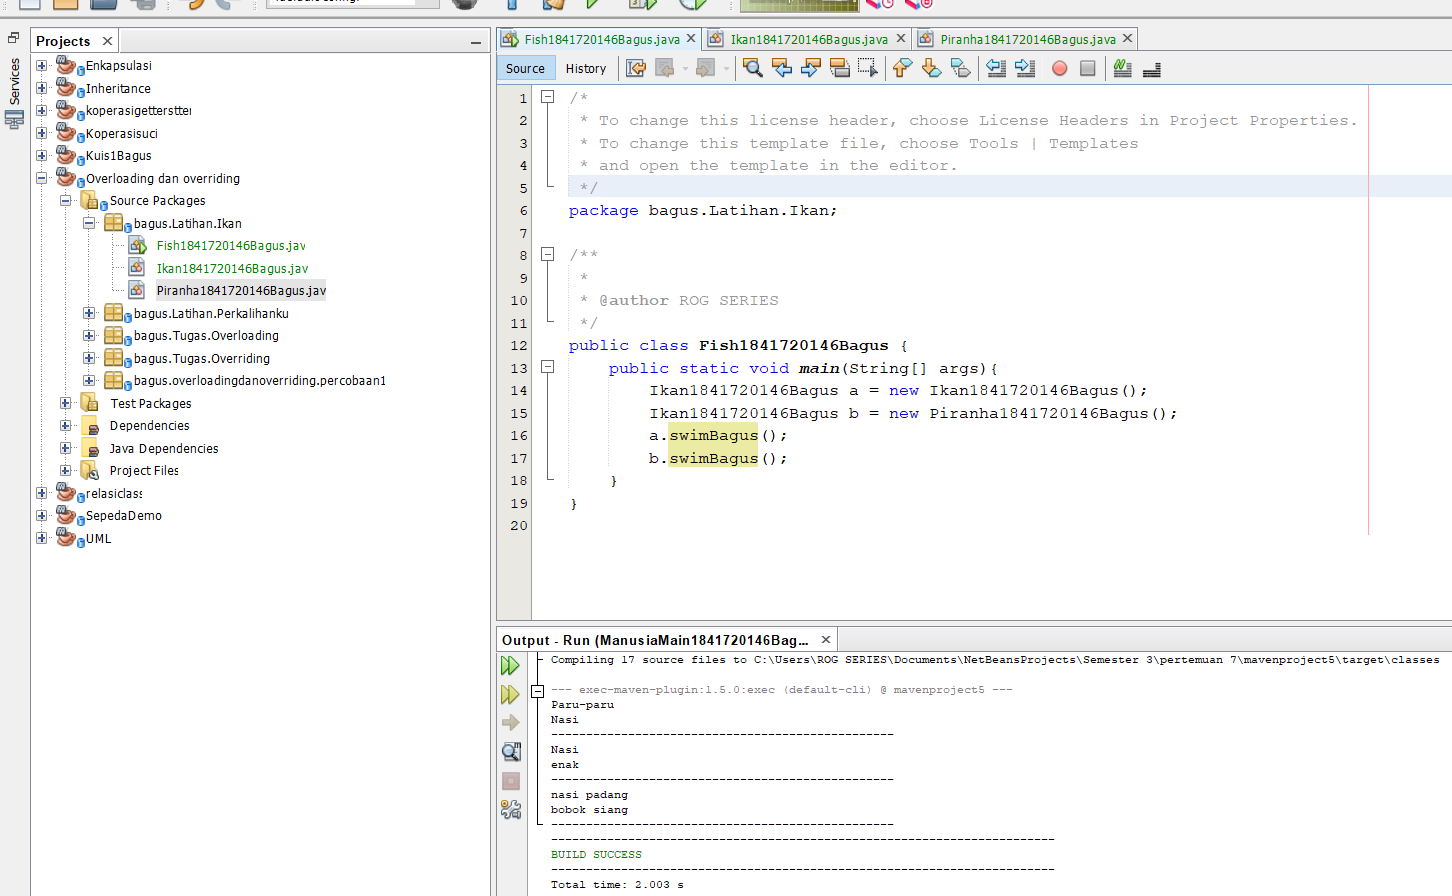 Projects
Services
Enkapsulasi
Inheritance
koperasigettersttei
Koperasisuci
Kuis1Bagus
Overloading dan overriding
Source Packages
bagus.Latihan.Ikan
Fish1841720146Bagus.jav
Ikan1841720146Bagus.jav
Piranha1841720146Bagus.jav
bagus.Latihan.Perkalihanku
bagus.Tugas.Overloading
bagus.Tugas.Overriding
bagus.overloadingdanoverriding.percobaan1
Test Packages
Dependencies
Java Dependencies
Project Files
relasiclass
SepedaDemo
UML
Fish1841720146Bagus.java Ikan1841720146Bagus.java Piranha1841720146Bagus.java
Source History
1 /*
2 * To change this license header, choose License Headers in Project Properties.
3 * To change this template file, choose Tools | Templates
4 * and open the template in the editor.
5 */
6 package bagus.Latihan.Ikan;
7
8 /**
9 *
10 * @author ROG SERIES
11 */
12 public class Fish1841720146Bagus {
13 public static void main(String[] args){
14 Ikan1841720146Bagus a = new Ikan1841720146Bagus();
15 Ikan1841720146Bagus b = new Piranha1841720146Bagus();
16 a.swimBagus();
17 b.swimBagus();
18 }
19 }
20
Output - Run (ManusiaMain1841720146Bag...
Compiling 17 source files to C:\Users\ROG SERIES\Documents\NetBeansProjects\Semester 3\pertemuan 7\mavenproject5\target\classes
--- exec-maven-plugin:1.5.0:exec (default-cli) @ mavenproject5 ---
Paru-paru
Nasi
-------------------------------------------------
Nasi
enak
-------------------------------------------------
nasi padang
bobok siang
-------------------------------------------------
------------------------------------------------------------------------
BUILD SUCCESS
------------------------------------------------------------------------
Total time: 2.003 s